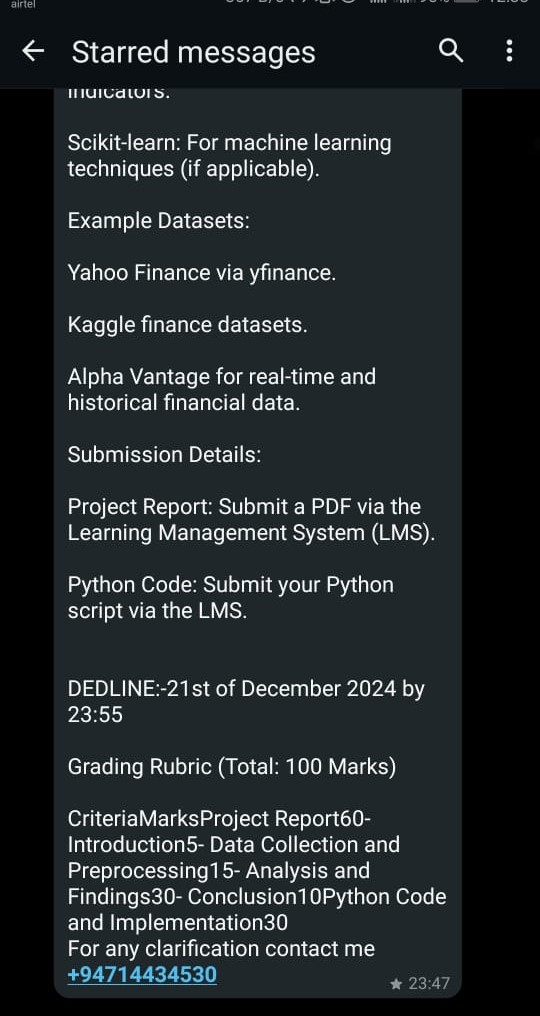 airtel
Starred messages
indicators.
Scikit-learn: For machine learning
techniques (if applicable).
Example Datasets:
Yahoo Finance via yfinance.
Kaggle finance datasets.
Alpha Vantage for real-time and
historical financial data.
Submission Details:
Project Report: Submit a PDF via the
Learning Management System (LMS).
Python Code: Submit your Python
script via the LMS.
DEDLINE:-21st of December 2024 by
23:55
Grading Rubric (Total: 100 Marks)
CriteriaMarksProject Report60-
Introduction5- Data Collection and
Preprocessing15- Analysis and
Findings30- Conclusion10Python Code
and Implementation30
For any clarification contact me
+94714434530
★ 23:47